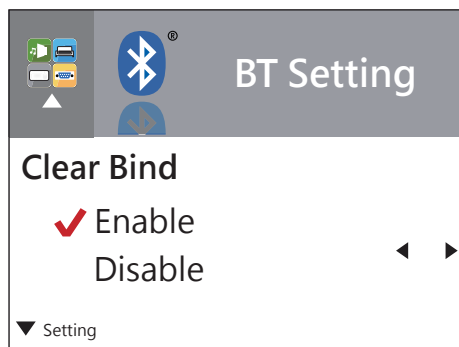 ®
BT Setting
Clear Bind
Enable
Disable
Setting